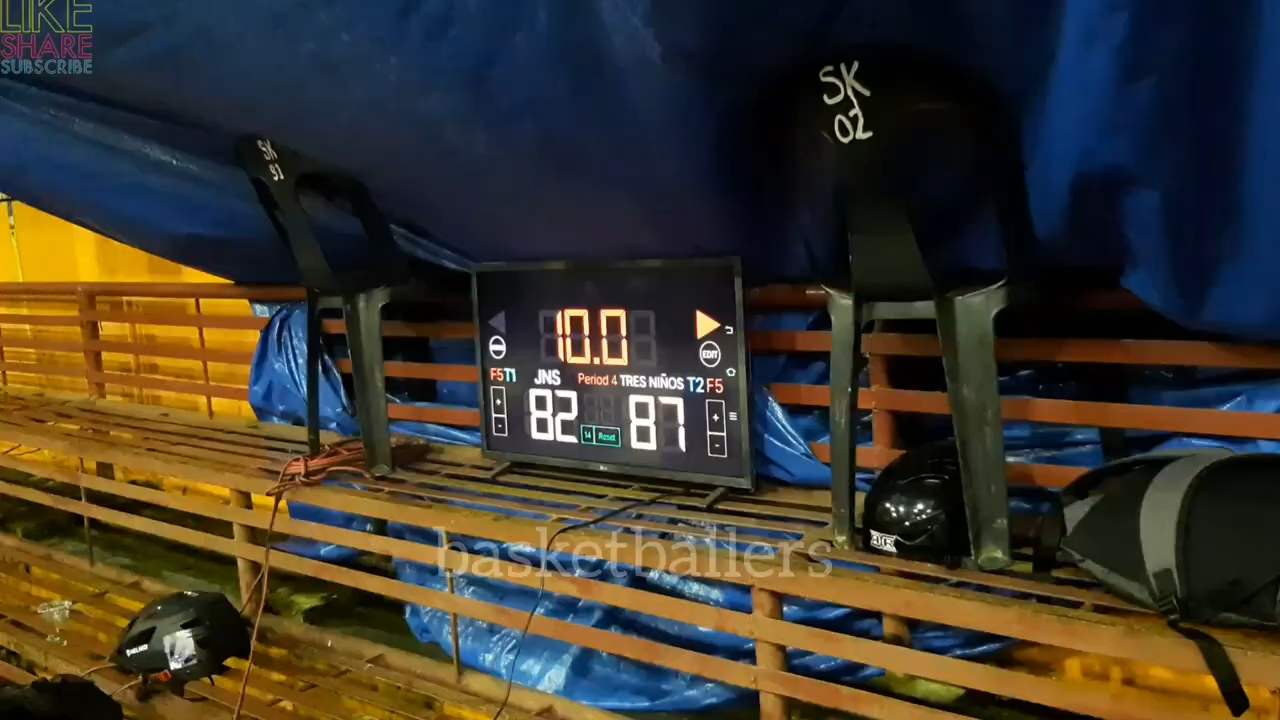 LIKE
SHARE
SUBSCRIBE
SK
02
SK
10.0
EDIT
F5 T1 JNS Period 4 TRES NIÑOS T2 F5
82 14 Reset 87
+ +
- -
LG
basketballers